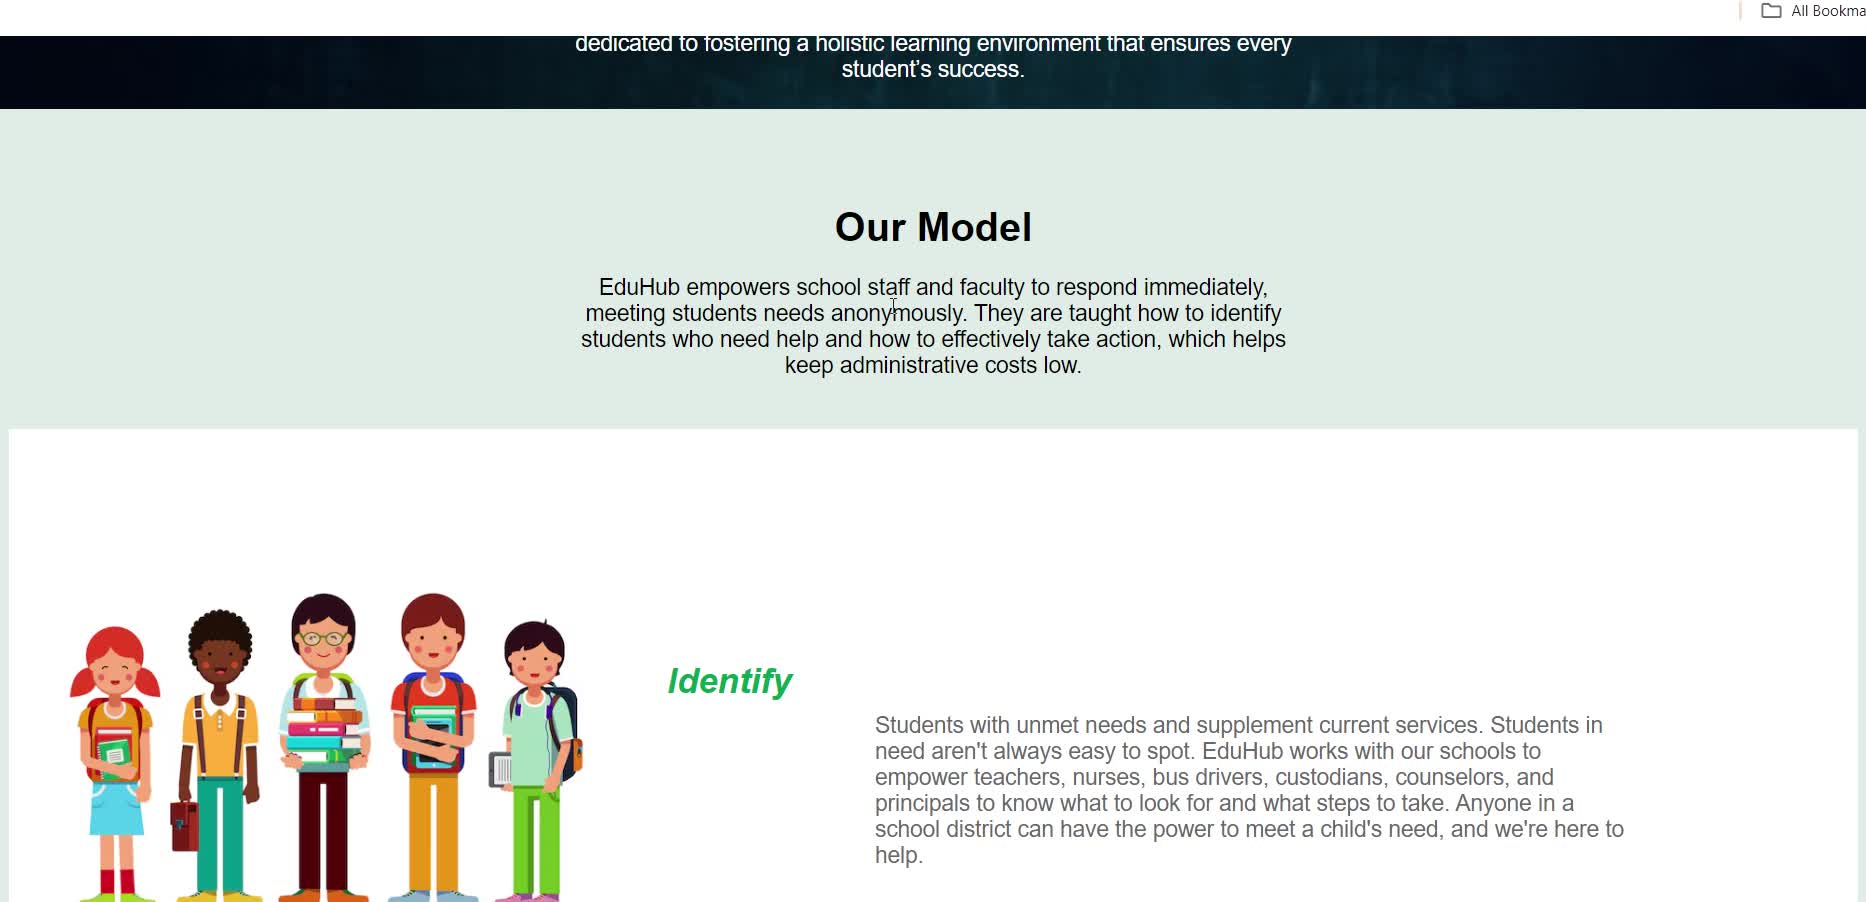 All Bookma
dedicated to fostering a holistic learning environment that ensures every
student’s success.
Our Model
EduHub empowers school staff and faculty to respond immediately,
meeting students needs anonymously. They are taught how to identify
students who need help and how to effectively take action, which helps
keep administrative costs low.
Identify
Students with unmet needs and supplement current services. Students in
need aren't always easy to spot. EduHub works with our schools to
empower teachers, nurses, bus drivers, custodians, counselors, and
principals to know what to look for and what steps to take. Anyone in a
school district can have the power to meet a child's need, and we're here to
help.